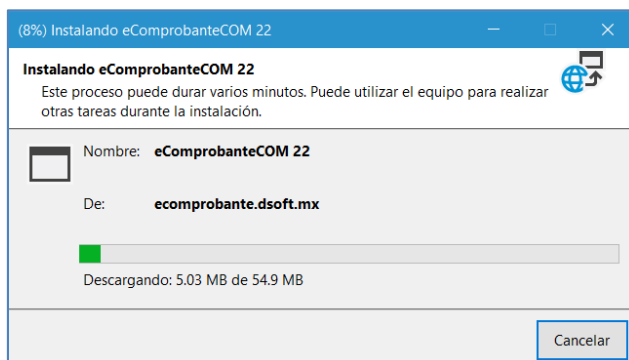 (8%) Instalando eComprobanteCOM 22
Instalando eComprobanteCOM 22
Este proceso puede durar varios minutos. Puede utilizar el equipo para realizar
otras tareas durante la instalación.
Nombre: eComprobanteCOM 22
De: ecomprobante.dsoft.mx
Descargando: 5.03 MB de 54.9 MB
Cancelar